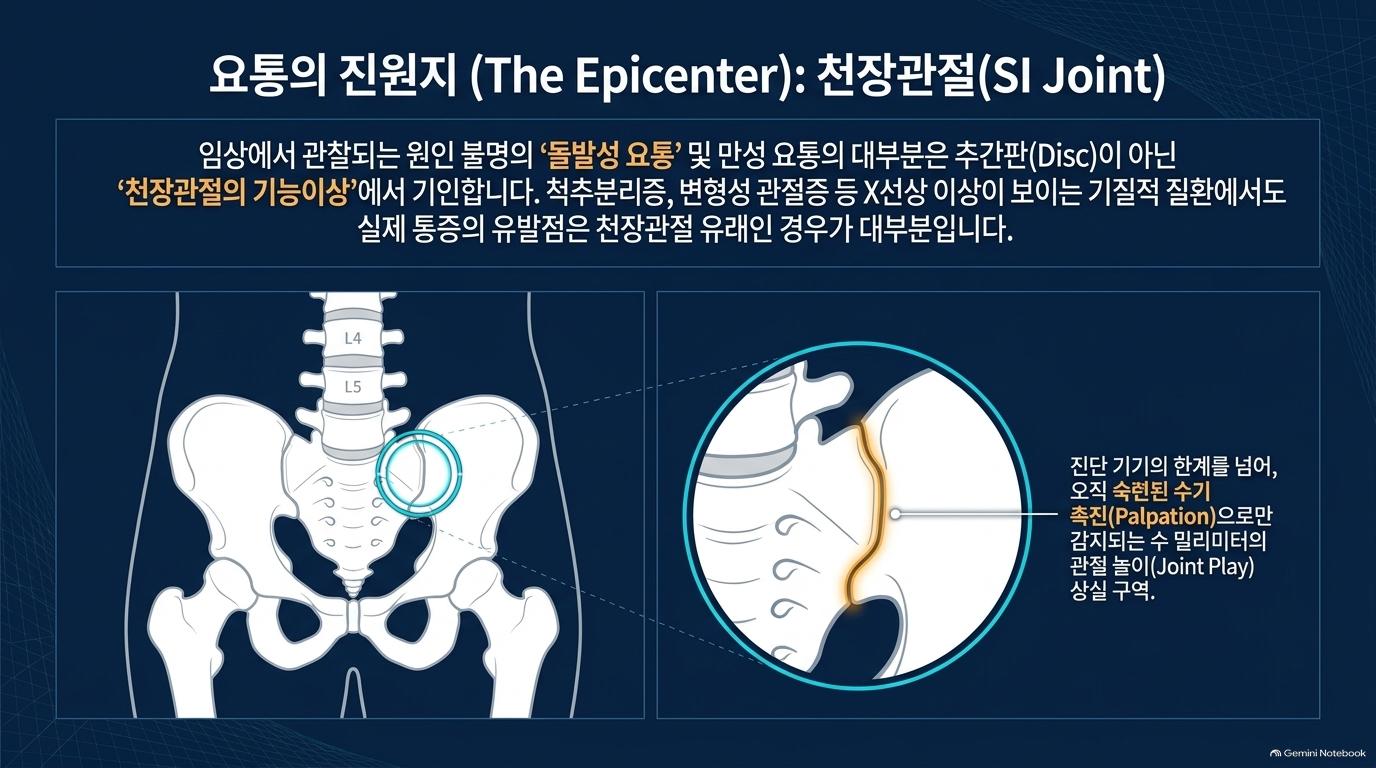 요통의 진원지 (The Epicenter): 천장관절(SI Joint)
임상에서 관찰되는 원인 불명의 ‘돌발성 요통’ 및 만성 요통의 대부분은 추간판(Disc)이 아닌
‘천장관절의 기능이상’에서 기인합니다. 척추분리증, 변형성 관절증 등 X선상 이상이 보이는 기질적 질환에서도
실제 통증의 유발점은 천장관절 유래인 경우가 대부분입니다.
L4
L5
진단 기기의 한계를 넘어,
오직 숙련된 수기
촉진(Palpation)으로만
감지되는 수 밀리미터의
관절 놀이(Joint Play)
상실 구역.
Gemini Notebook